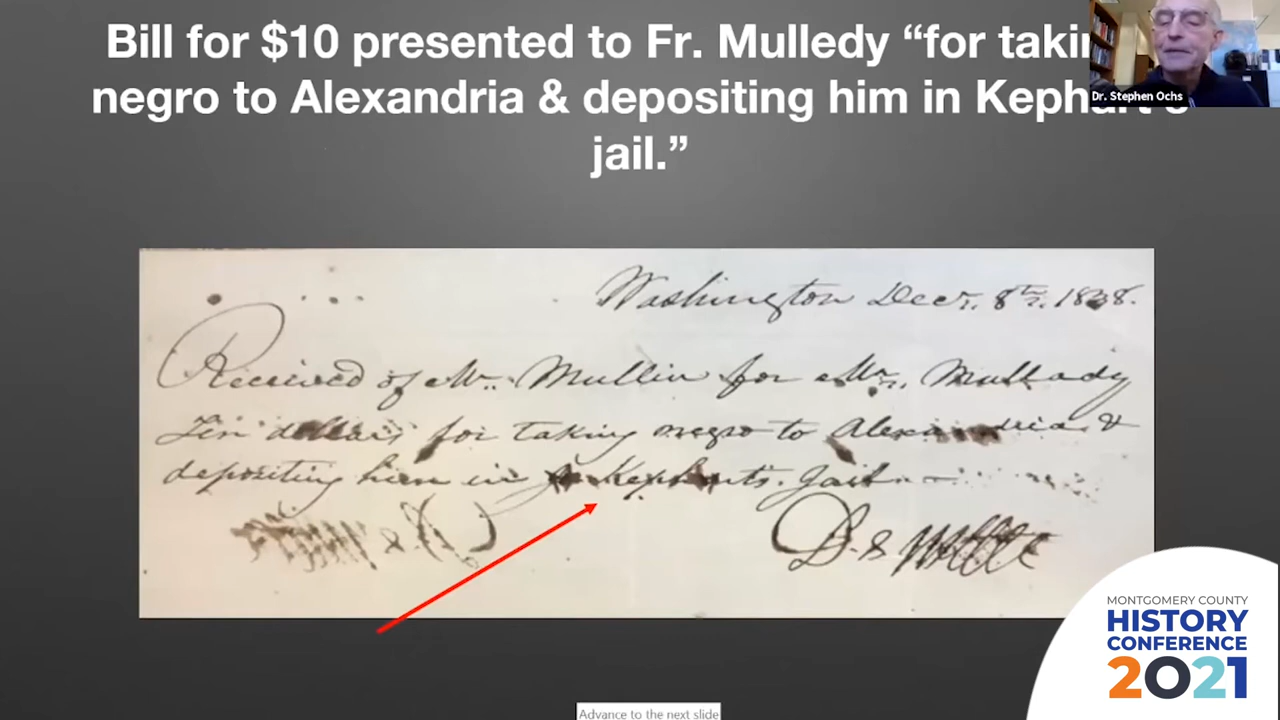 Bill for $10 presented to Fr. Mulledy “for takin
negro to Alexandria & depositing him in Kephart's
jail.”
Dr. Stephen Ochs
Washington Decr. 8th. 1838.
Received of Mr. Mullin for Mr. Mullady
Ten dollars for taking negro to Alexandria &
depositing him in Kepharts. Jail
MONTGOMERY COUNTY
HISTORY
CONFERENCE
2021
Advance to the next slide